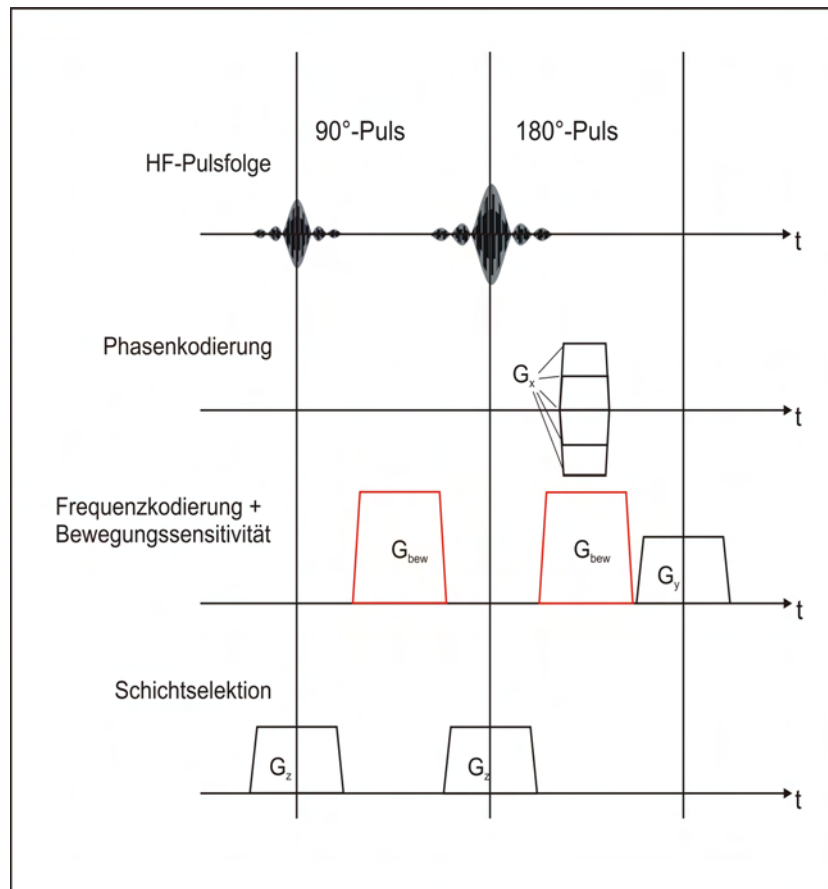 90°-Puls
180°-Puls
HF-Pulsfolge
t
Phasenkodierung
Gx
t
Frequenzkodierung +
Bewegungssensitivität
Gbew
Gbew
Gy
t
Schichtselektion
Gz
Gz
t